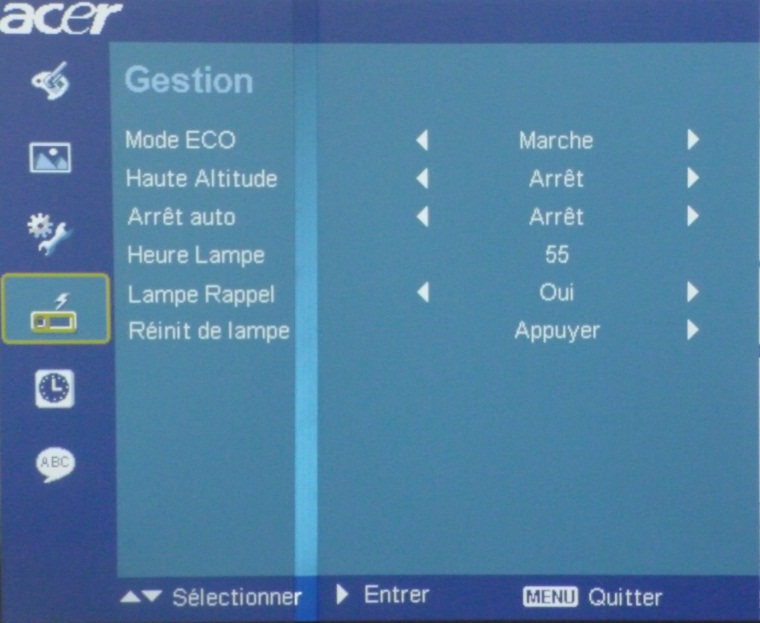 acer
Gestion
Mode ECO Marche
Haute Altitude Arrêt
Arrêt auto Arrêt
Heure Lampe 55
Lampe Rappel Oui
Réinit de lampe Appuyer
ABC
Sélectionner Entrer MENU Quitter